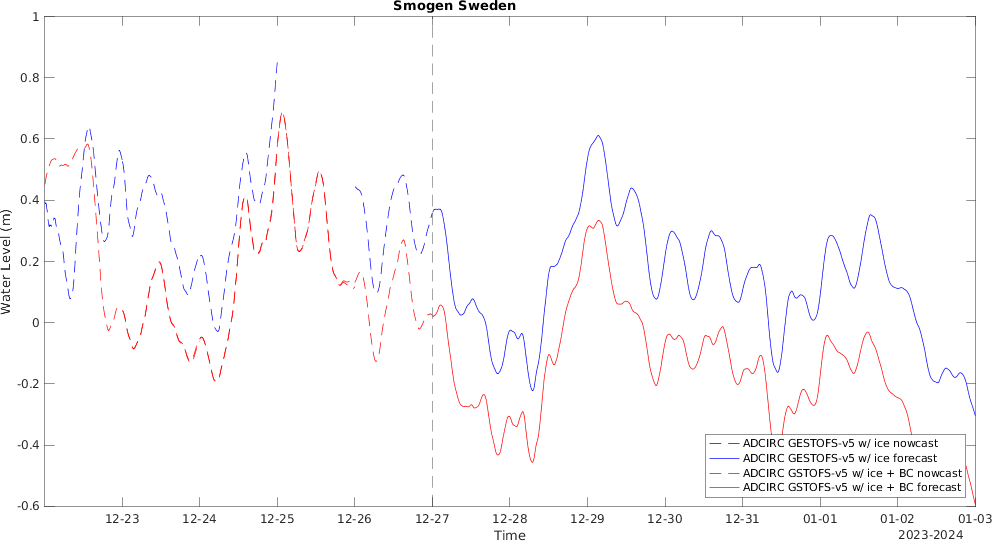 Smogen Sweden
1
0.8
0.6
0.4
0.2
0
-0.2
-0.4
-0.6
Water Level (m)
ADCIRC GESTOFS-v5 w/ ice nowcast
ADCIRC GESTOFS-v5 w/ ice forecast
ADCIRC GSTOFS-v5 w/ ice + BC nowcast
ADCIRC GSTOFS-v5 w/ ice + BC forecast
12-23 12-24 12-25 12-26 12-27 12-28 12-29 12-30 12-31 01-01 01-02 01-03
Time
2023-2024